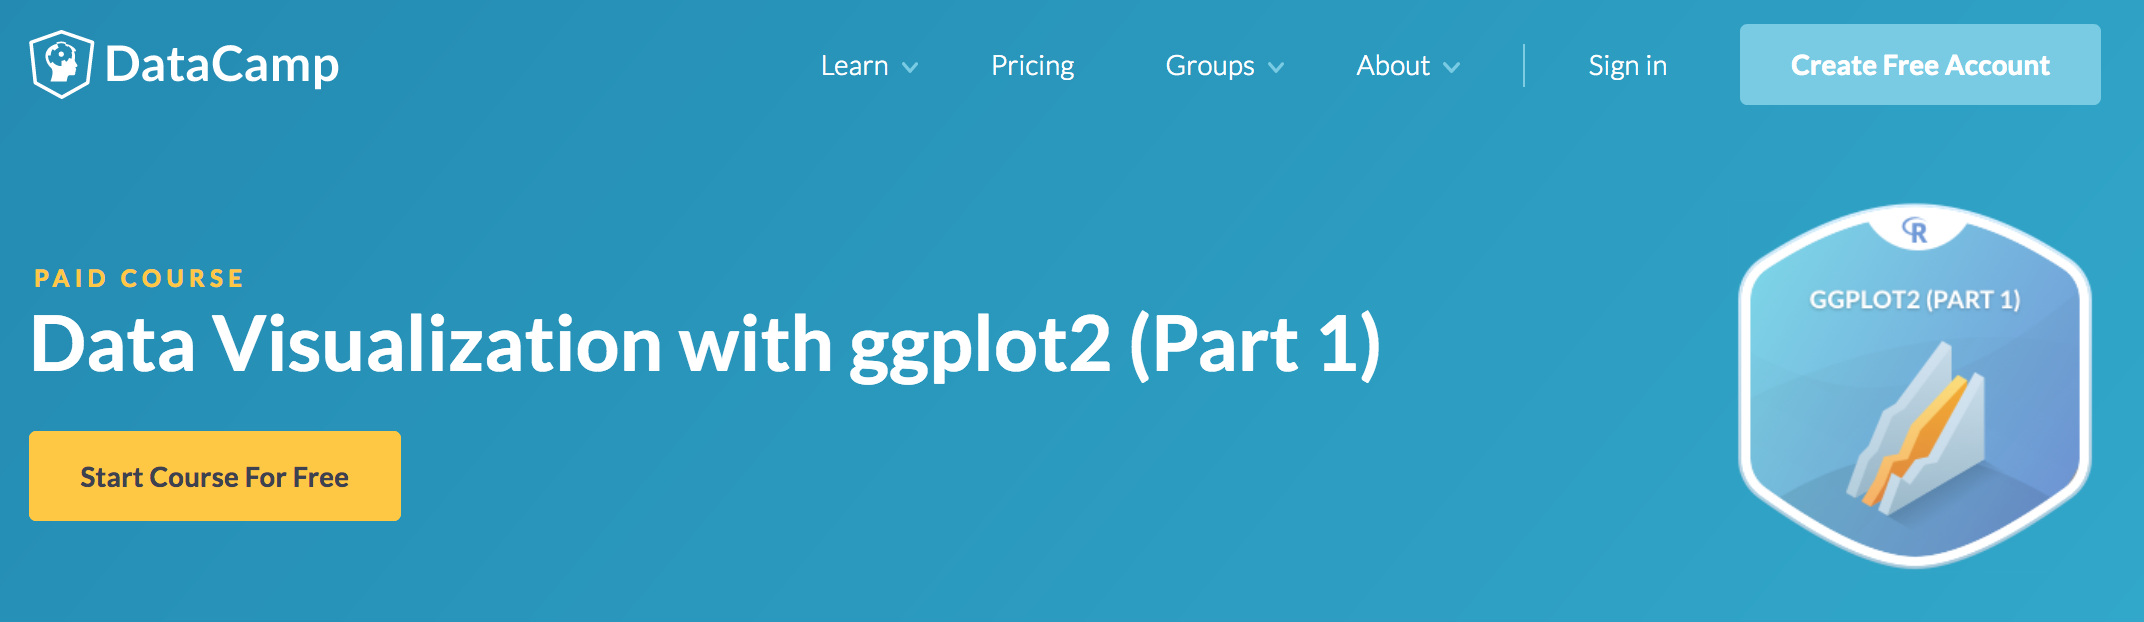 DataCamp
Learn Pricing Groups About Sign in Create Free Account
PAID COURSE
Data Visualization with ggplot2 (Part 1)
Start Course For Free
R
GGPLOT2 (PART 1)